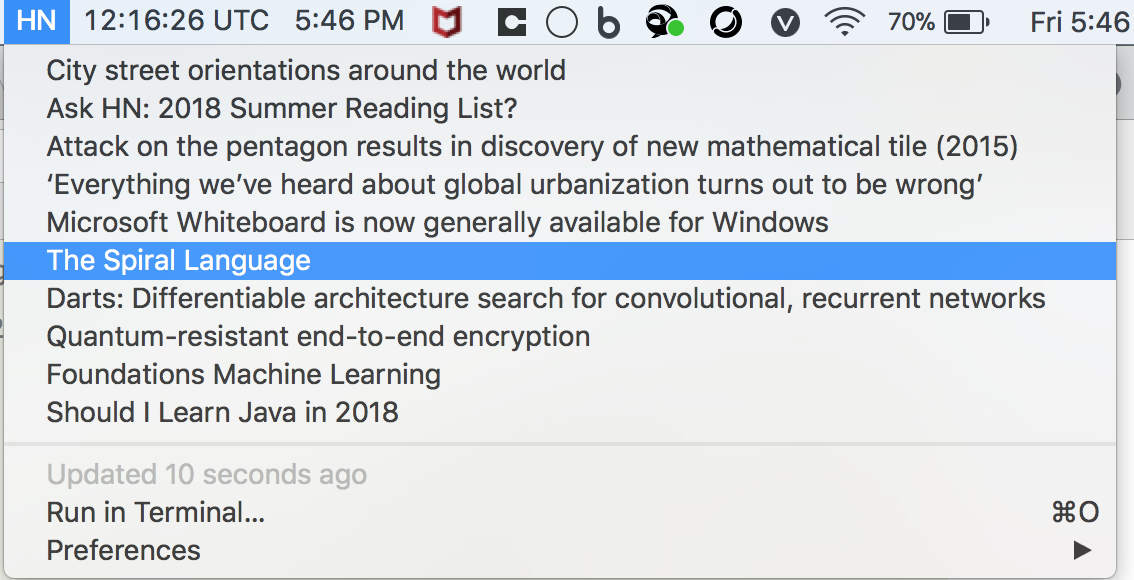 HN 12:16:26 UTC 5:46 PM 70% Fri 5:46
City street orientations around the world
Ask HN: 2018 Summer Reading List?
Attack on the pentagon results in discovery of new mathematical tile (2015)
‘Everything we’ve heard about global urbanization turns out to be wrong’
Microsoft Whiteboard is now generally available for Windows
The Spiral Language
Darts: Differentiable architecture search for convolutional, recurrent networks
Quantum-resistant end-to-end encryption
Foundations Machine Learning
Should I Learn Java in 2018
Updated 10 seconds ago
Run in Terminal... ⌘O
Preferences